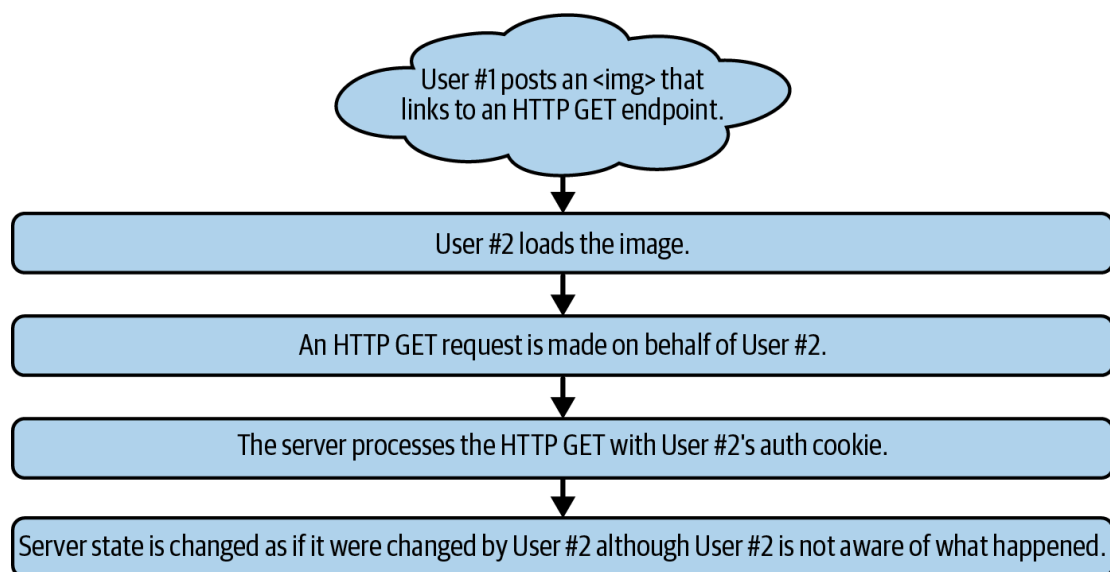 User #1 posts an <img> that
links to an HTTP GET endpoint.
User #2 loads the image.
An HTTP GET request is made on behalf of User #2.
The server processes the HTTP GET with User #2's auth cookie.
Server state is changed as if it were changed by User #2 although User #2 is not aware of what happened.